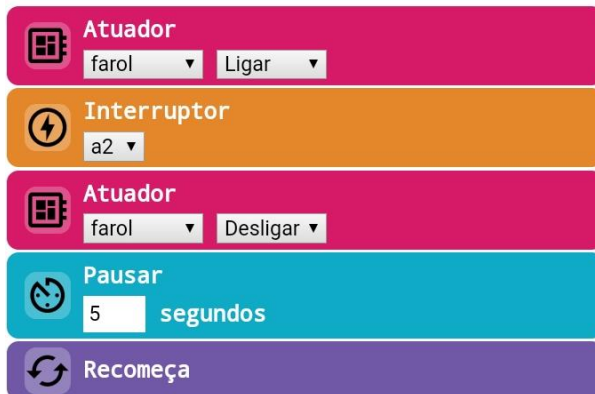 Atuador
farol Ligar
Interruptor
a2
Atuador
farol Desligar
Pausar
5 segundos
Recomeça